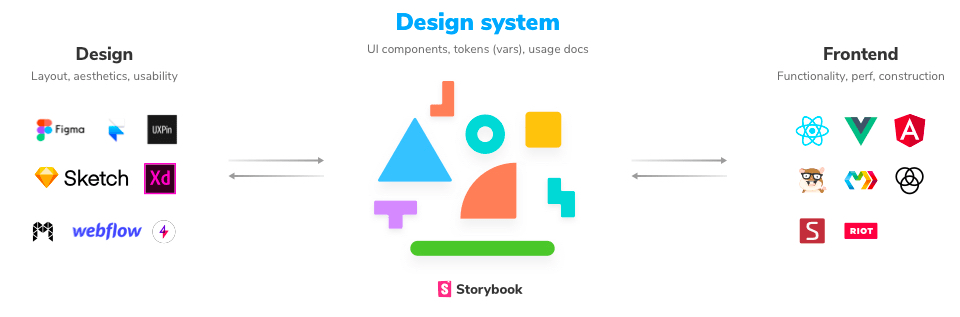 Design system
UI components, tokens (vars), usage docs
Design
Layout, aesthetics, usability
Figma
UXPin
Sketch
Xd
webflow
Storybook
Frontend
Functionality, perf, construction
A
S
RIOT